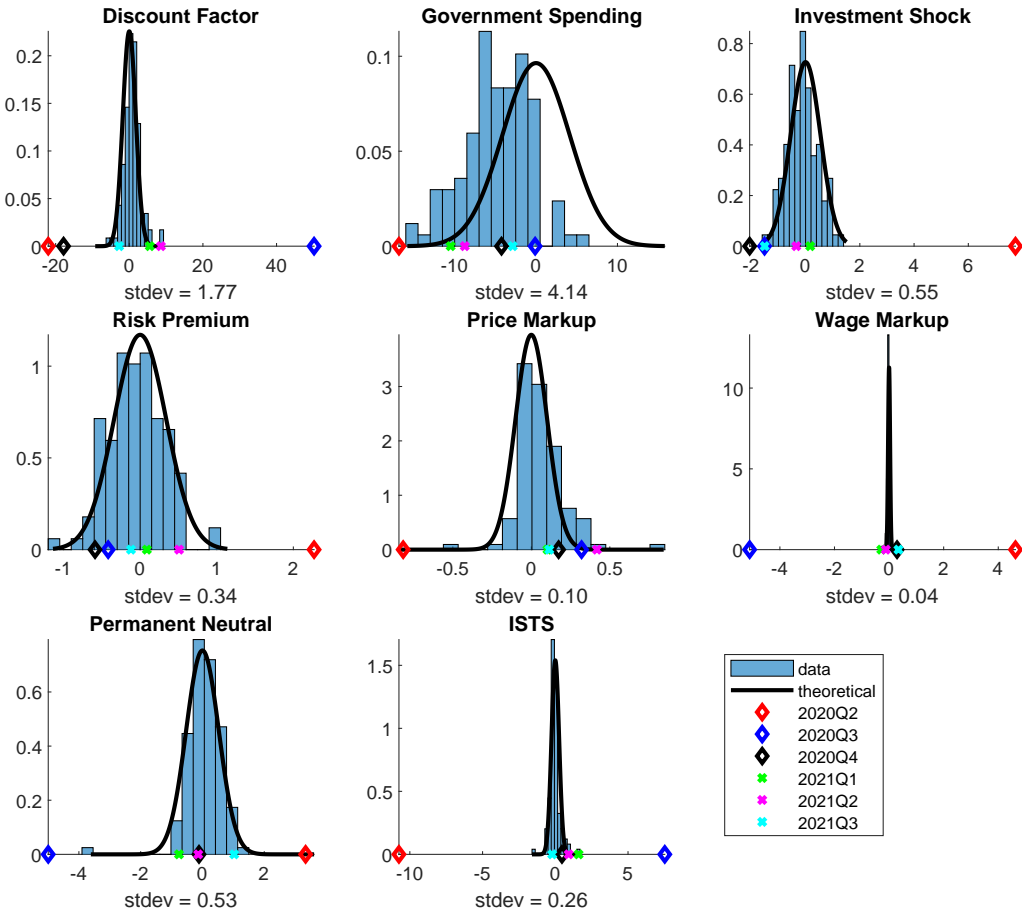 Discount Factor
0.2
0.15
0.1
0.05
0
-20 0 20 40
stdev = 1.77
Government Spending
0.1
0.05
0
-10 0 10
stdev = 4.14
Investment Shock
0.8
0.6
0.4
0.2
0
-2 0 2 4 6
stdev = 0.55
Risk Premium
1
0.5
0
-1 0 1 2
stdev = 0.34
Price Markup
3
2
1
0
-0.5 0 0.5
stdev = 0.10
Wage Markup
10
5
0
-4 -2 0 2 4
stdev = 0.04
Permanent Neutral
0.6
0.4
0.2
0
-4 -2 0 2
stdev = 0.53
ISTS
1.5
1
0.5
0
-10 -5 0 5
stdev = 0.26
data
theoretical
2020Q2
2020Q3
2020Q4
2021Q1
2021Q2
2021Q3